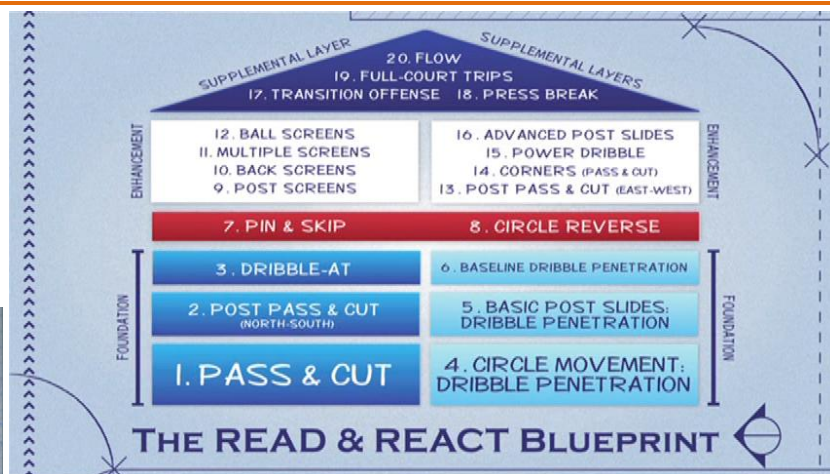 SUPPLEMENTAL LAYER
SUPPLEMENTAL LAYERS
20. FLOW
19. FULL-COURT TRIPS
17. TRANSITION OFFENSE 18. PRESS BREAK
ENHANCEMENT
12. BALL SCREENS
11. MULTIPLE SCREENS
10. BACK SCREENS
9. POST SCREENS
16. ADVANCED POST SLIDES
15. POWER DRIBBLE
14. CORNERS (PASS & CUT)
13. POST PASS & CUT (EAST-WEST)
ENHANCEMENT
7. PIN & SKIP
8. CIRCLE REVERSE
FOUNDATION
3. DRIBBLE-AT
6. BASELINE DRIBBLE PENETRATION
2. POST PASS & CUT
(NORTH-SOUTH)
5. BASIC POST SLIDES:
DRIBBLE PENETRATION
1. PASS & CUT
4. CIRCLE MOVEMENT:
DRIBBLE PENETRATION
FOUNDATION
THE READ & REACT BLUEPRINT